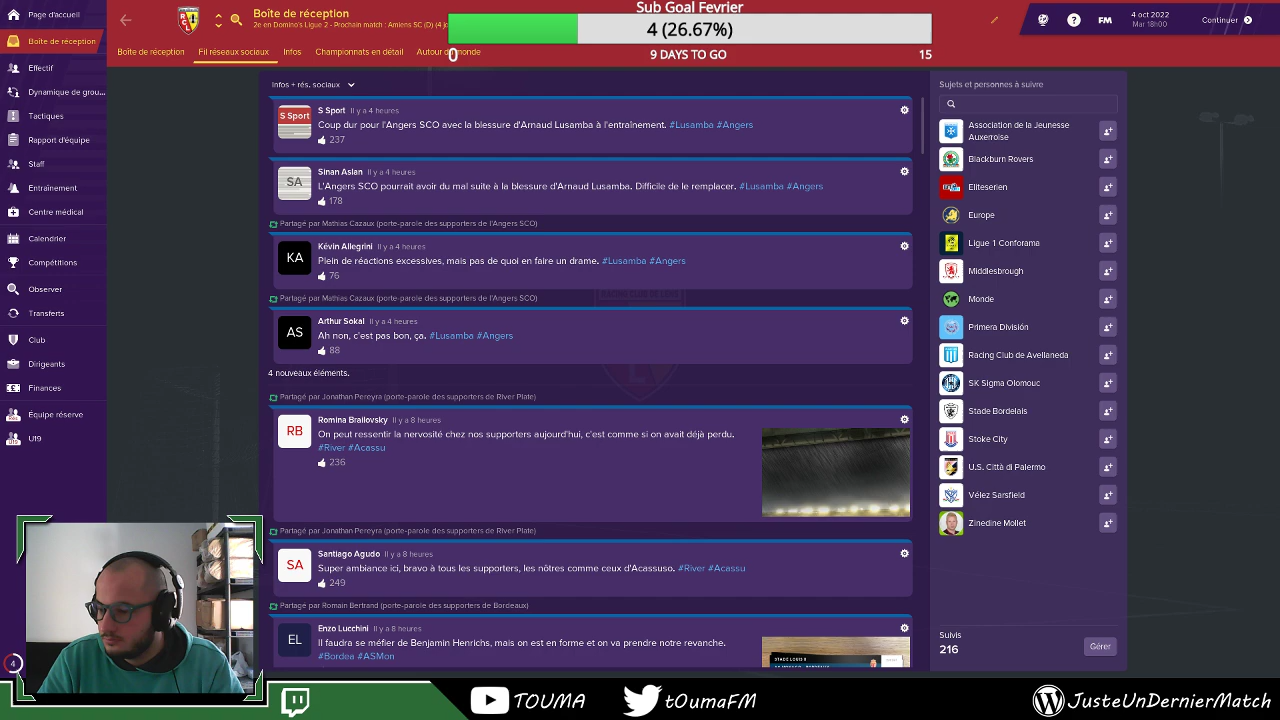 Sub Goal Fevrier
4 (26.67%)
0
9 DAYS TO GO
15
Page d'accueil
Boîte de réception
Effectif
Dynamique de grou...
Tactiques
Rapport d'équipe
Staff
Entraînement
Centre médical
Calendrier
Compétitions
Observer
Transferts
Club
Dirigeants
Finances
Équipe réserve
U19
Boîte de réception
2e en Domino's Ligue 2 - Prochain match : Amiens SC (D) (4 jo
FM
4 oct 2022
Mar 18h00
Continuer
Boîte de réception
Fil réseaux sociaux
Infos
Championnats en détail
Autour du monde
Infos + rés. sociaux
S Sport
S Sport Il y a 4 heures
Coup dur pour l'Angers SCO avec la blessure d'Arnaud Lusamba à l'entraînement. #Lusamba #Angers
237
SA
Sinan Aslan Il y a 4 heures
L'Angers SCO pourrait avoir du mal suite à la blessure d'Arnaud Lusamba. Difficile de le remplacer. #Lusamba #Angers
178
Partagé par Mathias Cazaux (porte-parole des supporters de l'Angers SCO)
KA
Kévin Allegrini Il y a 4 heures
Plein de réactions excessives, mais pas de quoi en faire un drame. #Lusamba #Angers
76
Partagé par Mathias Cazaux (porte-parole des supporters de l'Angers SCO)
AS
Arthur Sokal Il y a 4 heures
Ah non, c'est pas bon, ça. #Lusamba #Angers
88
4 nouveaux éléments.
Partagé par Jonathan Pereyra (porte-parole des supporters de River Plate)
RB
Romina Brailovsky Il y a 8 heures
On peut ressentir la nervosité chez nos supporters aujourd'hui, c'est comme si on avait déjà perdu.
#River #Acassu
236
Partagé par Jonathan Pereyra (porte-parole des supporters de River Plate)
SA
Santiago Agudo Il y a 8 heures
Super ambiance ici, bravo à tous les supporters, les nôtres comme ceux d'Acassuso. #River #Acassu
249
Partagé par Romain Bertrand (porte-parole des supporters de Bordeaux)
EL
Enzo Lucchini Il y a 8 heures
Il faudra se méfier de Benjamin Henrichs, mais on est en forme et on va prendre notre revanche.
#Bordea #ASMon
STADE LOUIS II
Sujets et personnes à suivre
Association de la Jeunesse
Auxerroise
Blackburn Rovers
Eliteserien
Europe
Ligue 1 Conforama
Middlesbrough
Monde
Primera División
Racing Club de Avellaneda
SK Sigma Olomouc
Stade Bordelais
Stoke City
U.S. Città di Palermo
Vélez Sarsfield
Zinedine Mollet
Suivis
216
Gérer
TOUMA
tOumaFM
JusteUnDernierMatch